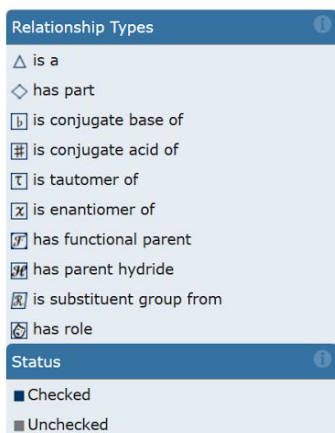 Relationship Types
is a
has part
is conjugate base of
is conjugate acid of
is tautomer of
is enantiomer of
has functional parent
has parent hydride
is substituent group from
has role
Status
Checked
Unchecked